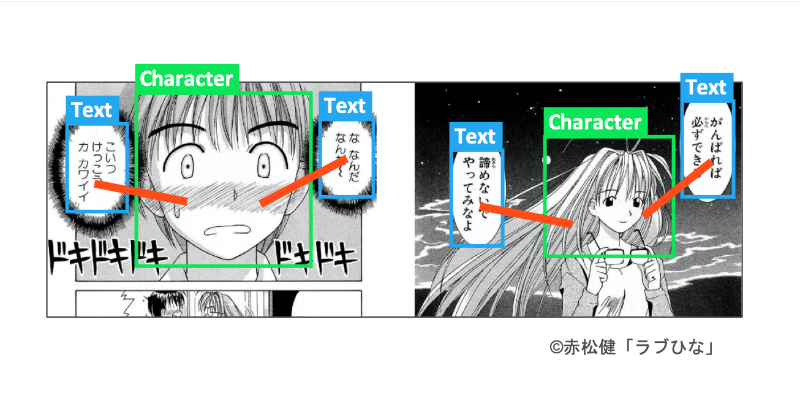 Character
Text
Text
な なんだ
なんだ〜
こいつ
けっこう
カ カワイイ
ドキドキドキ
ドキドキ
Character
Text
Text
がんばれば
必ずできる
諦めないで
やってみなよ
©赤松健「ラブひな」